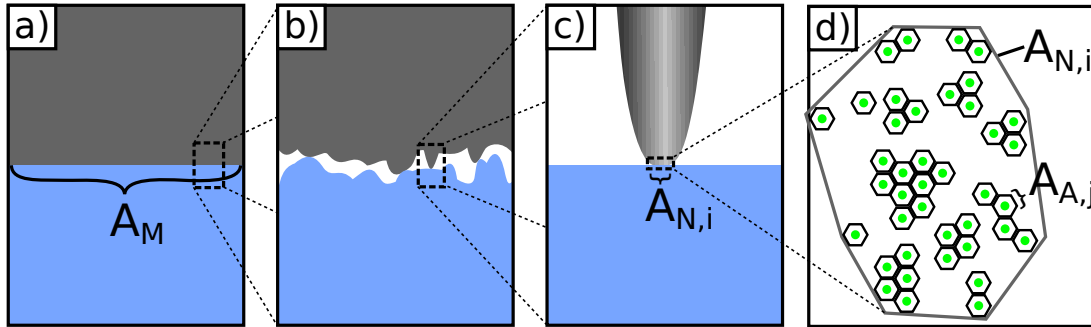 a)
b)
c)
d)
A_N,i
A_A,j
A_M
A_N,i